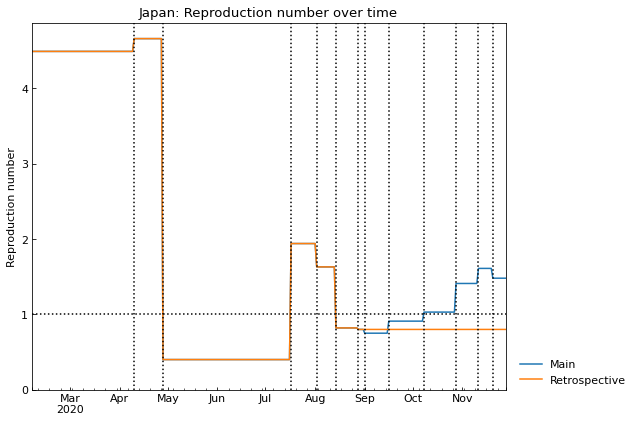 Japan: Reproduction number over time
Reproduction number
4
3
2
1
0
Mar Apr May Jun Jul Aug Sep Oct Nov
2020
Main
Retrospective